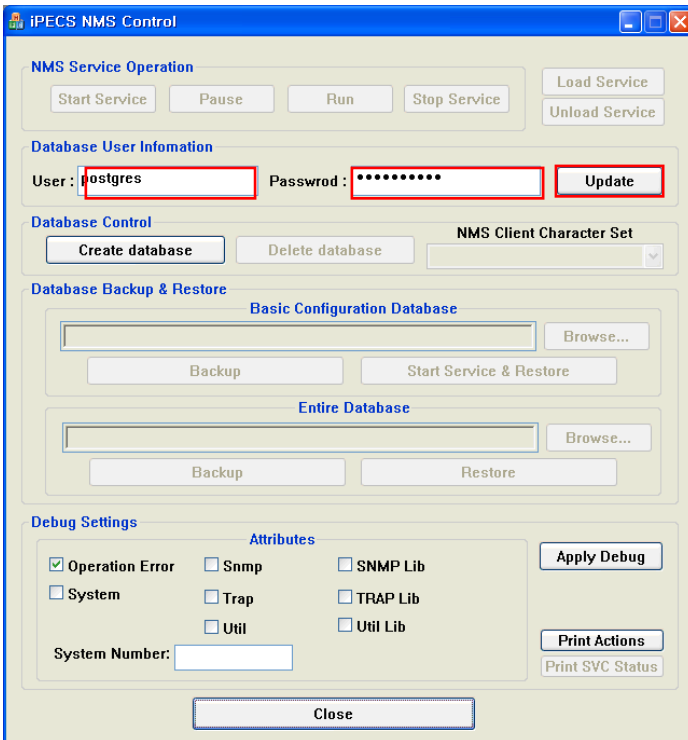 iPECS NMS Control
NMS Service Operation
Start Service Pause Run Stop Service
Load Service
Unload Service
Database User Infomation
User : postgres Passwrod : •••••••••• Update
Database Control
Create database Delete database
NMS Client Character Set
Database Backup & Restore
Basic Configuration Database
Browse...
Backup Start Service & Restore
Entire Database
Browse...
Backup Restore
Debug Settings
Attributes
Operation Error Snmp SNMP Lib
System Trap TRAP Lib
Util Util Lib
System Number:
Apply Debug
Print Actions
Print SVC Status
Close